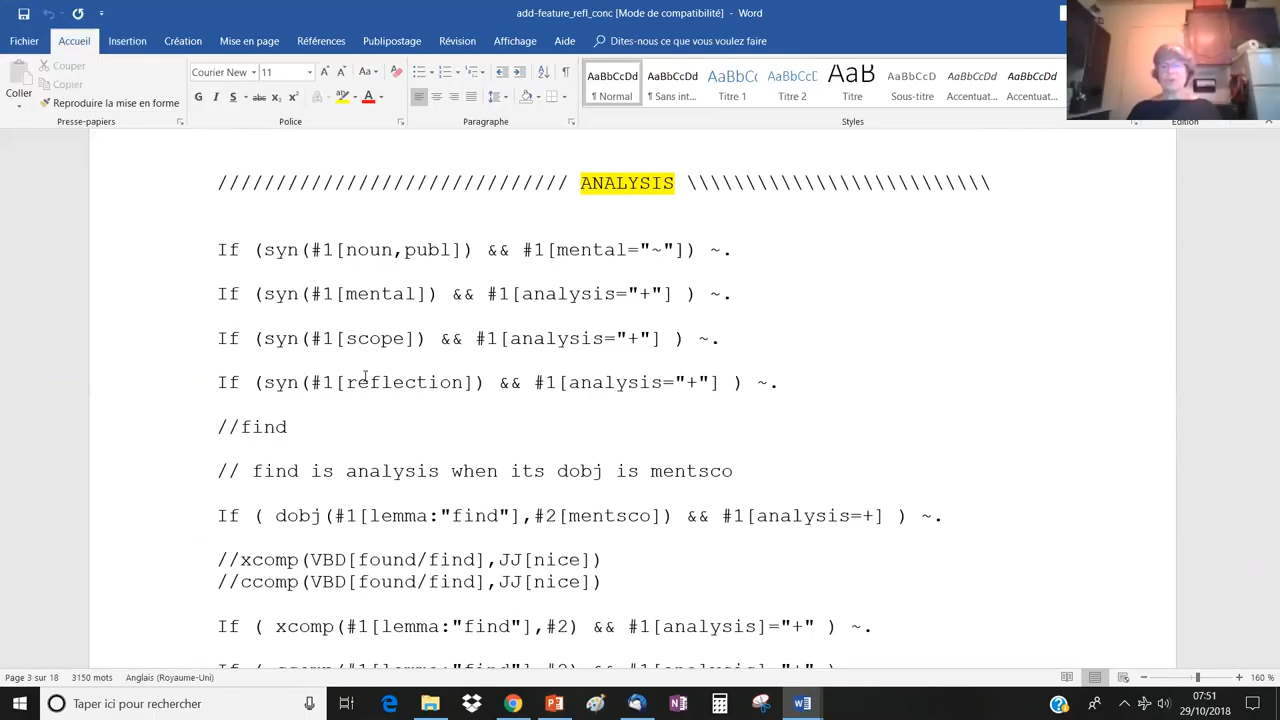 add-feature_refl_conc [Mode de compatibilité] - Word
Fichier Accueil Insertion Création Mise en page Références Publipostage Révision Affichage Aide Dites-nous ce que vous voulez faire
Coller
Couper
Copier
Reproduire la mise en forme
Presse-papiers
Courier New 11
G I S abc x₂ x²
Police
Paragraphe
AaBbCcDd AaBbCcDd AaBbCc AaBbCcC AaB AaBbCcD AaBbCcDd AaBbCcDd
¶ Normal ¶ Sans int... Titre 1 Titre 2 Titre Sous-titre Accentuat... Accentuat...
Styles
Édition
////////////////////////////// ANALYSIS \\\\\\\\\\\\\\\\\\\\\\\\\\
If (syn(#1[noun,publ]) && #1[mental="~"]) ~.
If (syn(#1[mental]) && #1[analysis="+"] ) ~.
If (syn(#1[scope]) && #1[analysis="+"] ) ~.
If (syn(#1[reflection]) && #1[analysis="+"] ) ~.
//find
// find is analysis when its dobj is mentsco
If ( dobj(#1[lemma:"find"],#2[mentsco]) && #1[analysis=+] ) ~.
//xcomp(VBD[found/find],JJ[nice])
//ccomp(VBD[found/find],JJ[nice])
If ( xcomp(#1[lemma:"find"],#2) && #1[analysis]="+" ) ~.
Page 3 sur 18 3150 mots Anglais (Royaume-Uni)
160 %
Taper ici pour rechercher
07:51
29/10/2018